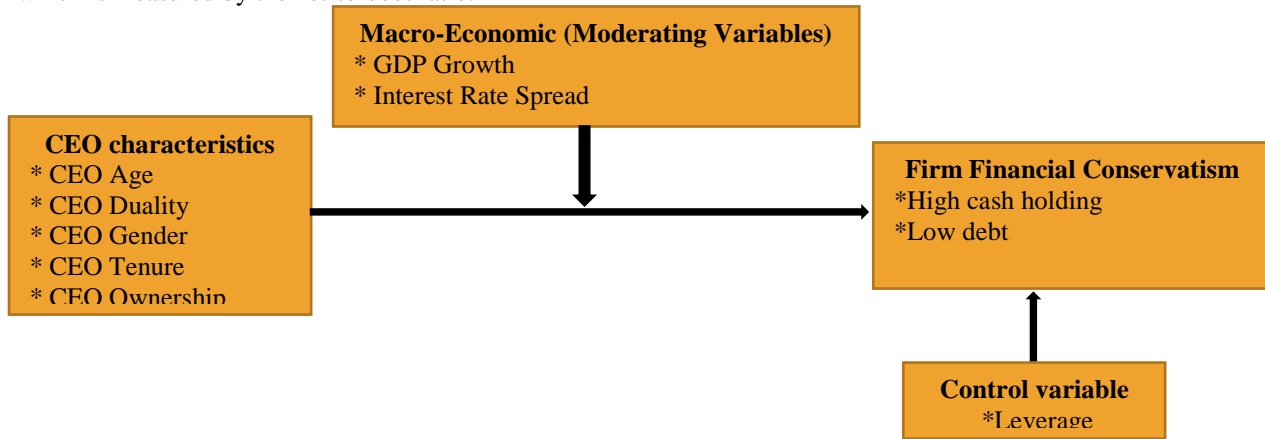 Macro-Economic (Moderating Variables)
* GDP Growth
* Interest Rate Spread
CEO characteristics
* CEO Age
* CEO Duality
* CEO Gender
* CEO Tenure
* CEO Ownership
Firm Financial Conservatism
*High cash holding
*Low debt
Control variable
*Leverage